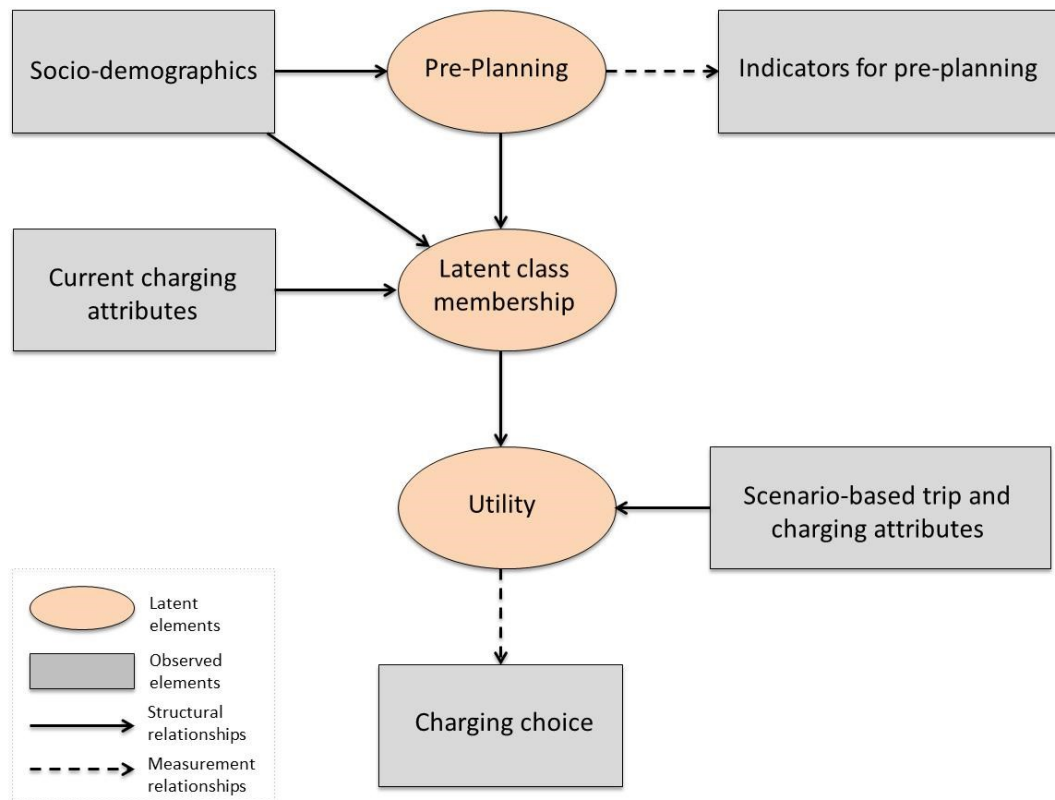 Socio-demographics
Pre-Planning
Indicators for pre-planning
Current charging
attributes
Latent class
membership
Utility
Scenario-based trip and
charging attributes
Charging choice
Latent
elements
Observed
elements
Structural
relationships
Measurement
relationships